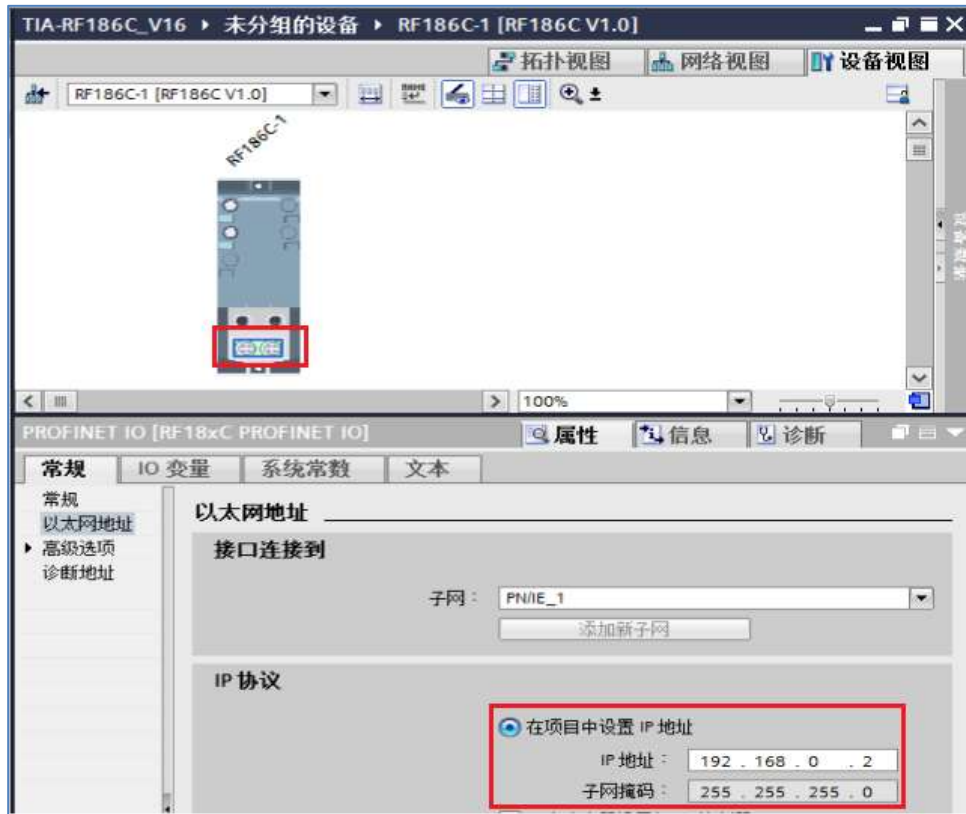 TIA-RF186C_V16 ▸ 未分组的设备 ▸ RF186C-1 [RF186C V1.0]
拓扑视图 网络视图 设备视图
RF186C-1 [RF186C V1.0]
RF186C-1
设备数据
100%
PROFINET IO [RF18xC PROFINET IO]
属性 信息 诊断
常规 IO 变量 系统常数 文本
常规
以太网地址
高级选项
诊断地址
以太网地址
接口连接到
子网：
PN/IE_1
添加新子网
IP 协议
在项目中设置 IP 地址
IP 地址： 192 . 168 . 0 . 2
子网掩码： 255 . 255 . 255 . 0